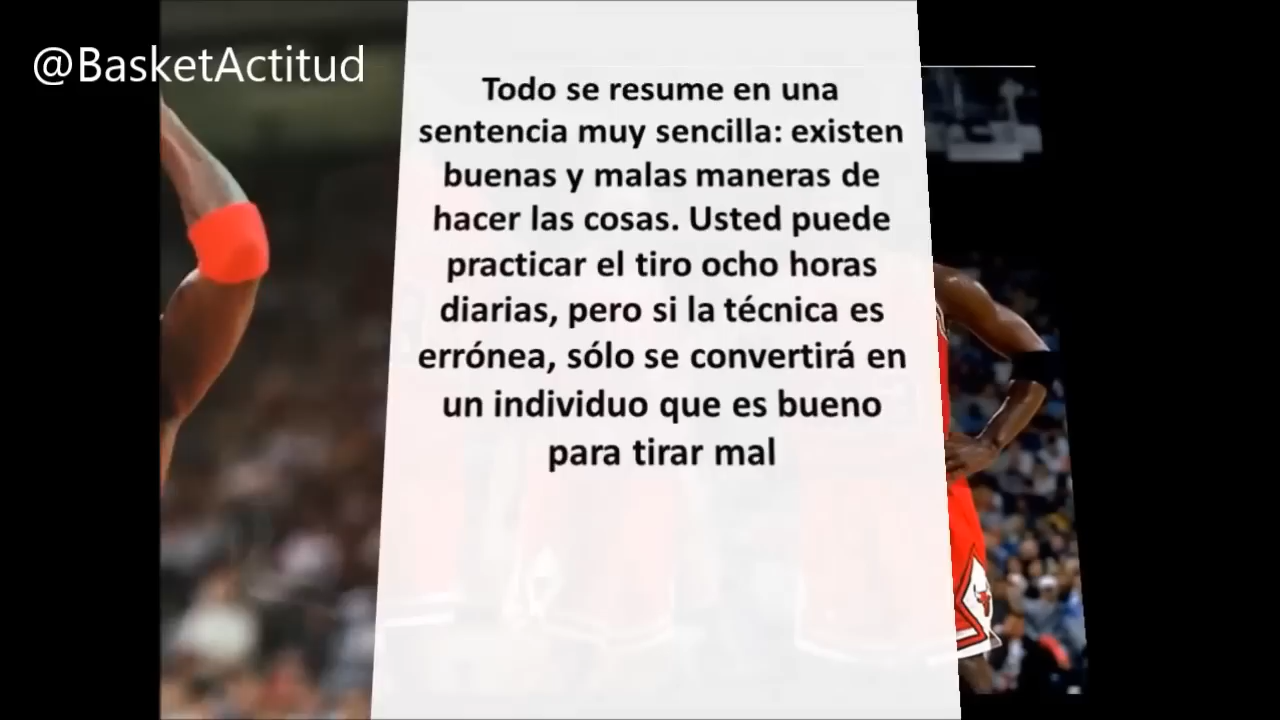 @BasketActitud
Todo se resume en una
sentencia muy sencilla: existen
buenas y malas maneras de
hacer las cosas. Usted puede
practicar el tiro ocho horas
diarias, pero si la técnica es
errónea, sólo se convertirá en
un individuo que es bueno
para tirar mal